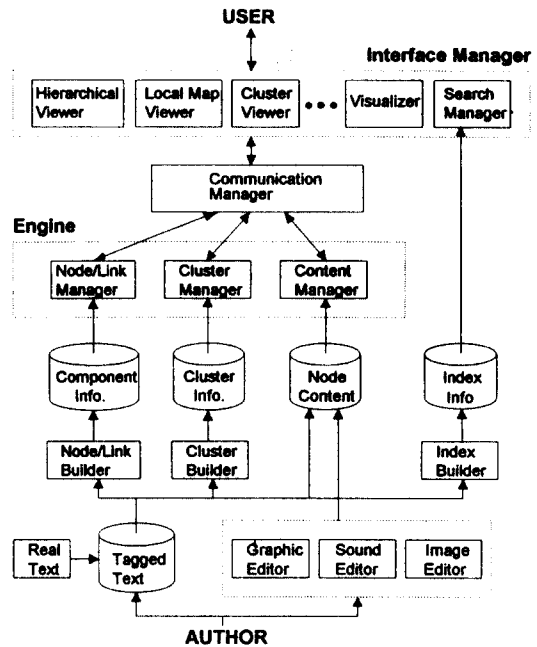 USER
Interface Manager
Hierarchical
Viewer
Local Map
Viewer
Cluster
Viewer
Visualizer
Search
Manager
Communication
Manager
Engine
Node/Link
Manager
Cluster
Manager
Content
Manager
Component
Info.
Cluster
Info.
Node
Content
Index
Info
Node/Link
Builder
Cluster
Builder
Index
Builder
Real
Text
Tagged
Text
Graphic
Editor
Sound
Editor
Image
Editor
AUTHOR